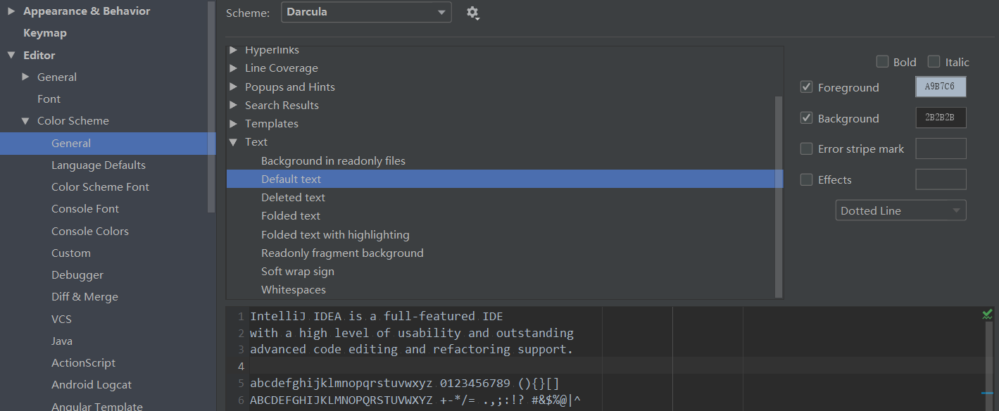 Appearance & Behavior
Keymap
Editor
General
Font
Color Scheme
General
Language Defaults
Color Scheme Font
Console Font
Console Colors
Custom
Debugger
Diff & Merge
VCS
Java
ActionScript
Android Logcat
Angular Template
Scheme: Darcula
Hyperlinks
Line Coverage
Popups and Hints
Search Results
Templates
Text
Background in readonly files
Default text
Deleted text
Folded text
Folded text with highlighting
Readonly fragment background
Soft wrap sign
Whitespaces
Bold Italic
Foreground A9B7C6
Background 2B2B2B
Error stripe mark
Effects
Dotted Line
1 IntelliJ IDEA is a full-featured IDE
2 with a high level of usability and outstanding
3 advanced code editing and refactoring support.
4
5 abcdefghijklmnopqrstuvwxyz 0123456789 (){}[]
6 ABCDEFGHIJKLMNOPQRSTUVWXYZ +-*/= .,;:!? #&$%@|^